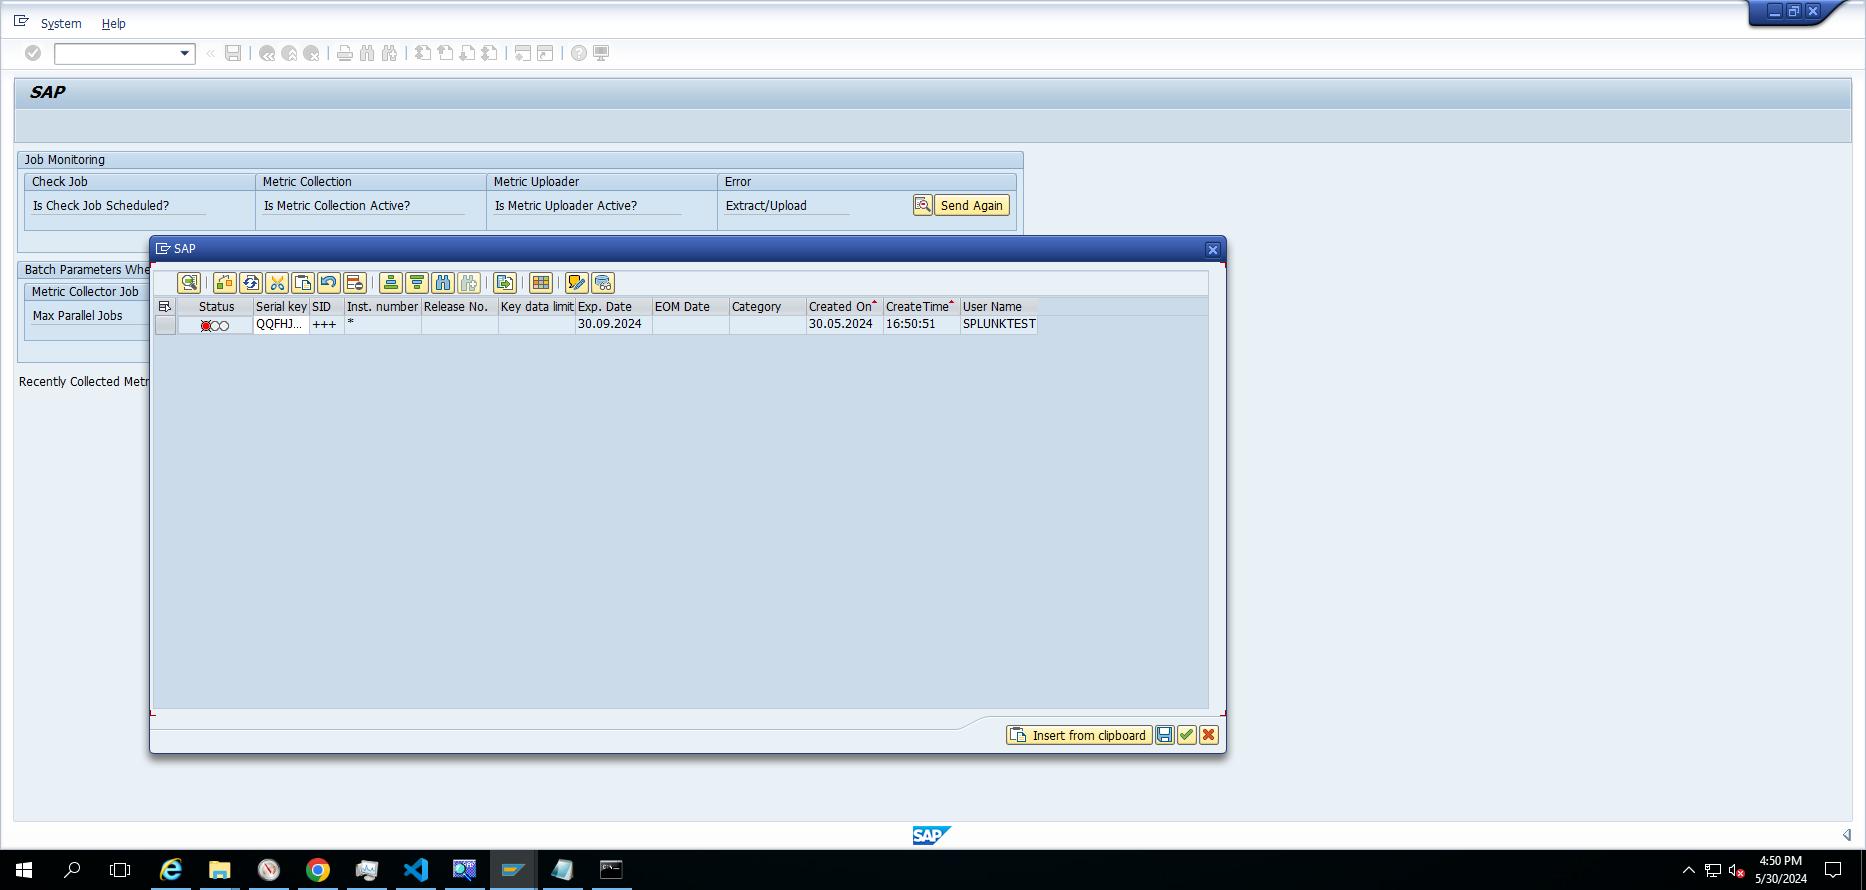 System Help
SAP
Job Monitoring
Check Job Metric Collection Metric Uploader Error
Is Check Job Scheduled? Is Metric Collection Active? Is Metric Uploader Active? Extract/Upload Send Again
SAP
Batch Parameters Whe
Metric Collector Job
Max Parallel Jobs
Recently Collected Metr
Status Serial key SID Inst. number Release No. Key data limit Exp. Date EOM Date Category Created On CreateTime User Name
QQFHJ... +++ * 30.09.2024 30.05.2024 16:50:51 SPLUNKTEST
Insert from clipboard
SAP
4:50 PM
5/30/2024